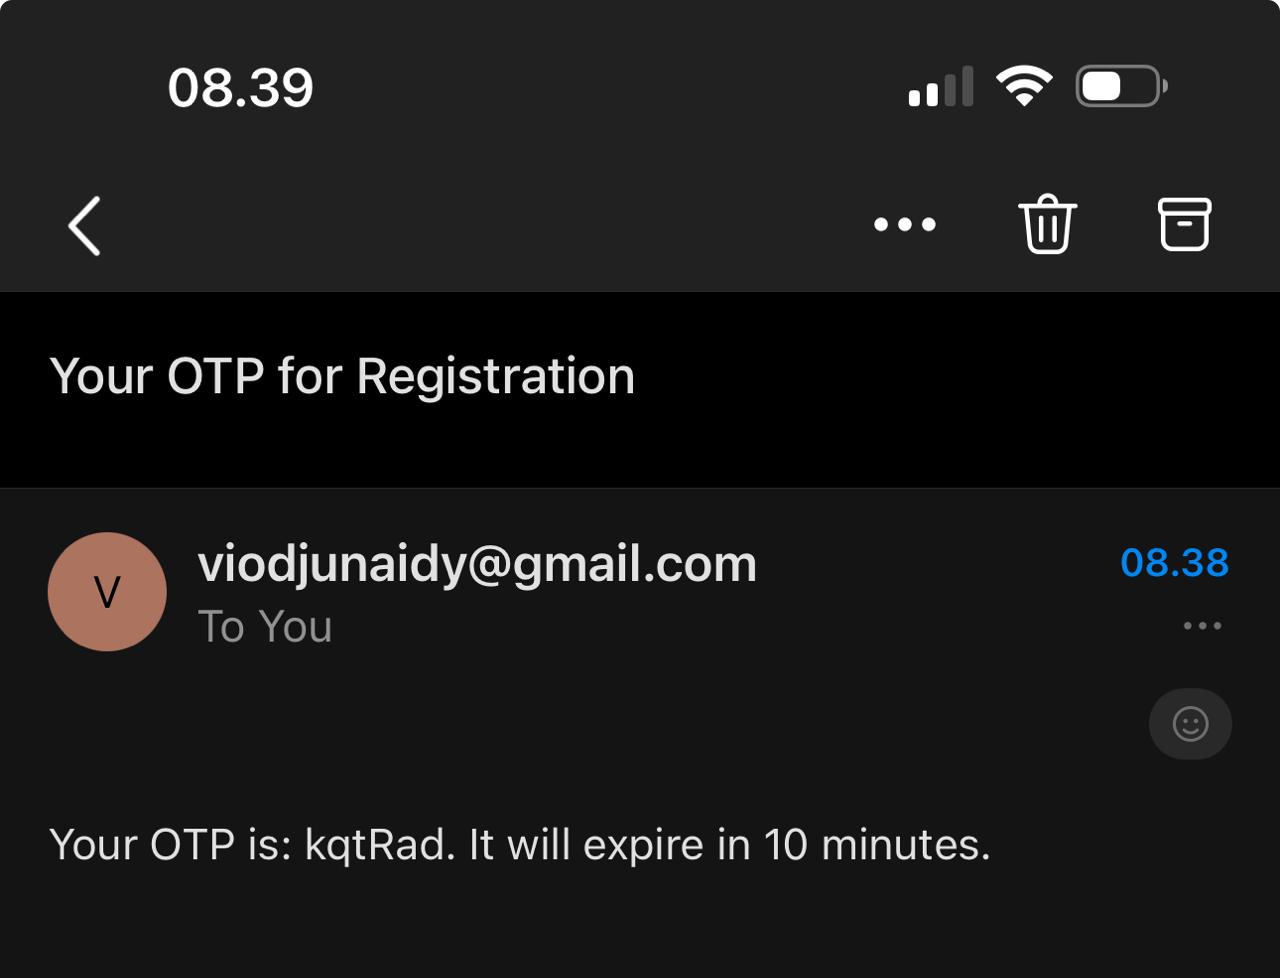 08.39
Your OTP for Registration
V
viodjunaidy@gmail.com
08.38
To You
Your OTP is: kqtRad. It will expire in 10 minutes.